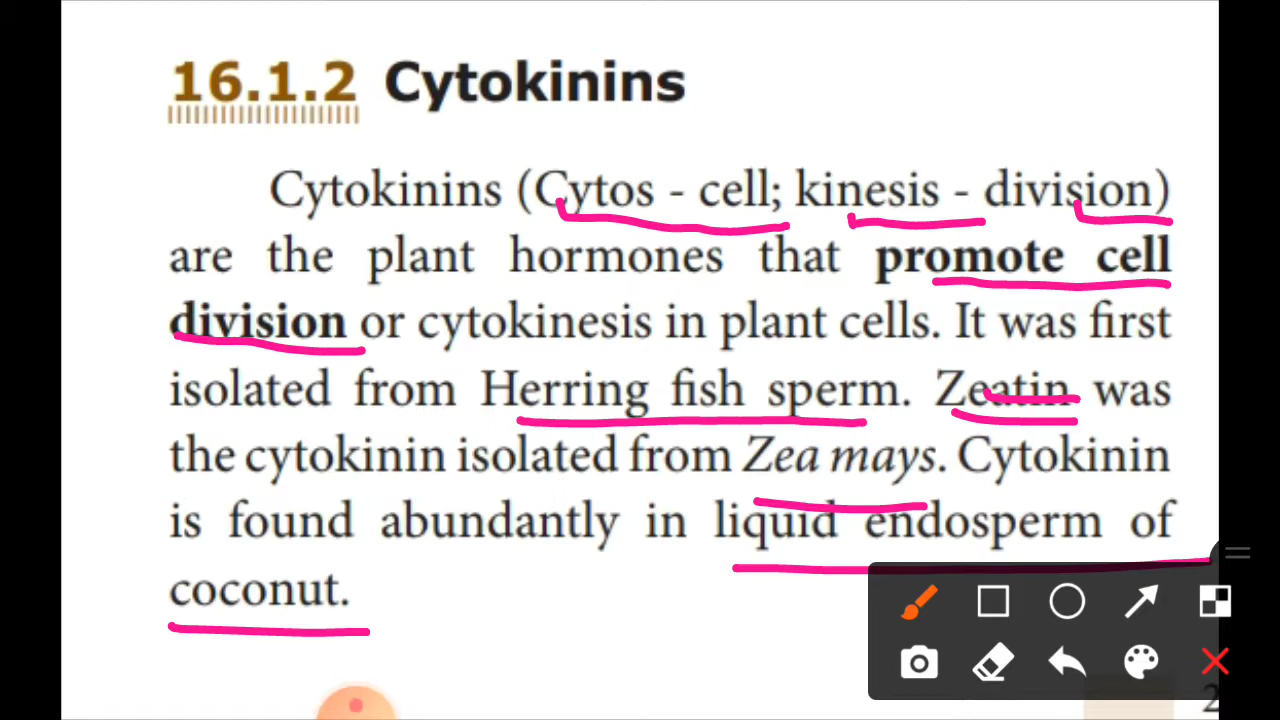 16.1.2 Cytokinins
Cytokinins (Cytos - cell; kinesis - division)
are the plant hormones that promote cell
division or cytokinesis in plant cells. It was first
isolated from Herring fish sperm. Zeatin was
the cytokinin isolated from Zea mays. Cytokinin
is found abundantly in liquid endosperm of
coconut.